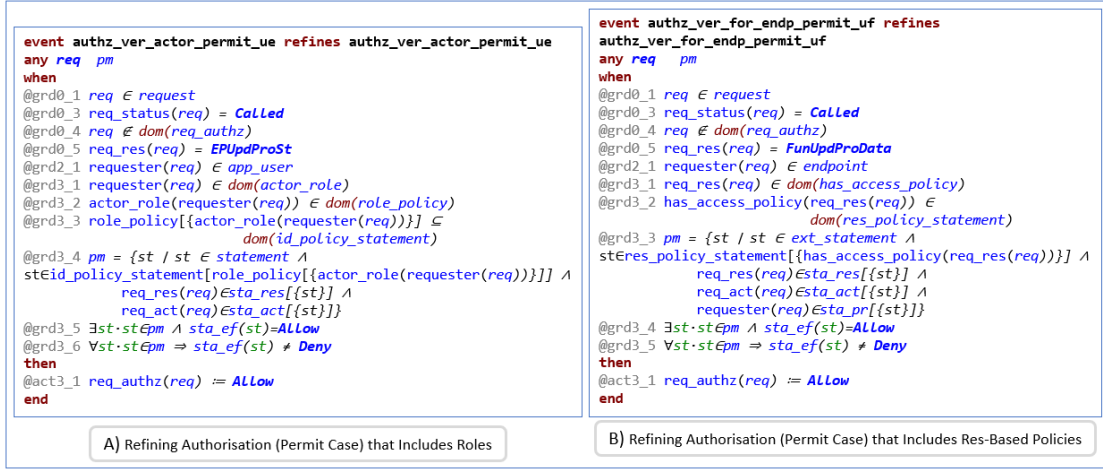 event authz_ver_actor_permit_ue refines authz_ver_actor_permit_ue
any req pm
when
@grd0_1 req ∈ request
@grd0_3 req_status(req) = Called
@grd0_4 req ∉ dom(req_authz)
@grd0_5 req_res(req) = EPUpdProSt
@grd2_1 requester(req) ∈ app_user
@grd3_1 requester(req) ∈ dom(actor_role)
@grd3_2 actor_role(requester(req)) ∈ dom(role_policy)
@grd3_3 role_policy[{actor_role(requester(req))}] ⊆
dom(id_policy_statement)
@grd3_4 pm = {st ∣ st ∈ statement ∧
st∈id_policy_statement[role_policy[{actor_role(requester(req))}]] ∧
req_res(req)∈sta_res[{st}] ∧
req_act(req)∈sta_act[{st}]}
@grd3_5 ∃st·st∈pm ∧ sta_ef(st)=Allow
@grd3_6 ∀st·st∈pm ⇒ sta_ef(st) ≠ Deny
then
@act3_1 req_authz(req) ≔ Allow
end
A) Refining Authorisation (Permit Case) that Includes Roles
event authz_ver_for_endp_permit_uf refines
authz_ver_for_endp_permit_uf
any req pm
when
@grd0_1 req ∈ request
@grd0_3 req_status(req) = Called
@grd0_4 req ∉ dom(req_authz)
@grd0_5 req_res(req) = FunUpdProData
@grd2_1 requester(req) ∈ endpoint
@grd3_1 req_res(req) ∈ dom(has_access_policy)
@grd3_2 has_access_policy(req_res(req)) ∈
dom(res_policy_statement)
@grd3_3 pm = {st ∣ st ∈ ext_statement ∧
st∈res_policy_statement[{has_access_policy(req_res(req))}] ∧
req_res(req)∈sta_res[{st}] ∧
req_act(req)∈sta_act[{st}] ∧
requester(req)∈sta_pr[{st}]}
@grd3_4 ∃st·st∈pm ∧ sta_ef(st)=Allow
@grd3_5 ∀st·st∈pm ⇒ sta_ef(st) ≠ Deny
then
@act3_1 req_authz(req) ≔ Allow
end
B) Refining Authorisation (Permit Case) that Includes Res-Based Policies